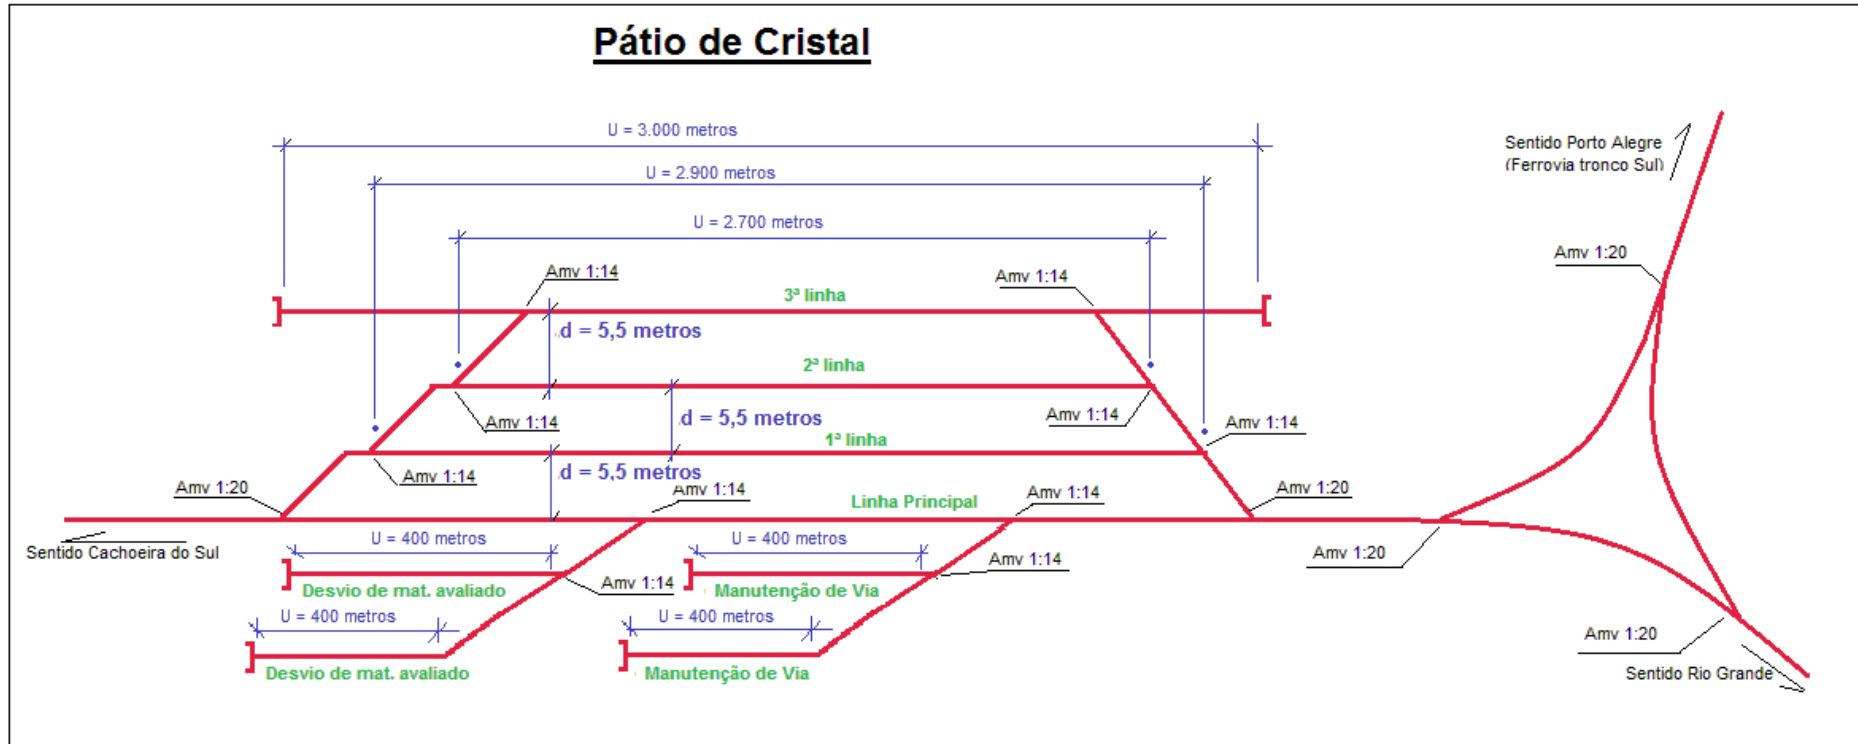 Pátio de Cristal
U = 3.000 metros
Sentido Porto Alegre
(Ferrovia tronco Sul)
U = 2.900 metros
U = 2.700 metros
Amv 1:20
Amv 1:14
Amv 1:14
3ª linha
d = 5,5 metros
2ª linha
Amv 1:14
d = 5,5 metros
Amv 1:14
Amv 1:14
1ª linha
Amv 1:14
d = 5,5 metros
Amv 1:20
Amv 1:14
Linha Principal
Amv 1:14
Amv 1:20
Sentido Cachoeira do Sul
U = 400 metros
U = 400 metros
Amv 1:14
Amv 1:20
Desvio de mat. avaliado
Amv 1:14
Manutenção de Via
U = 400 metros
U = 400 metros
Amv 1:20
Desvio de mat. avaliado
Manutenção de Via
Sentido Rio Grande